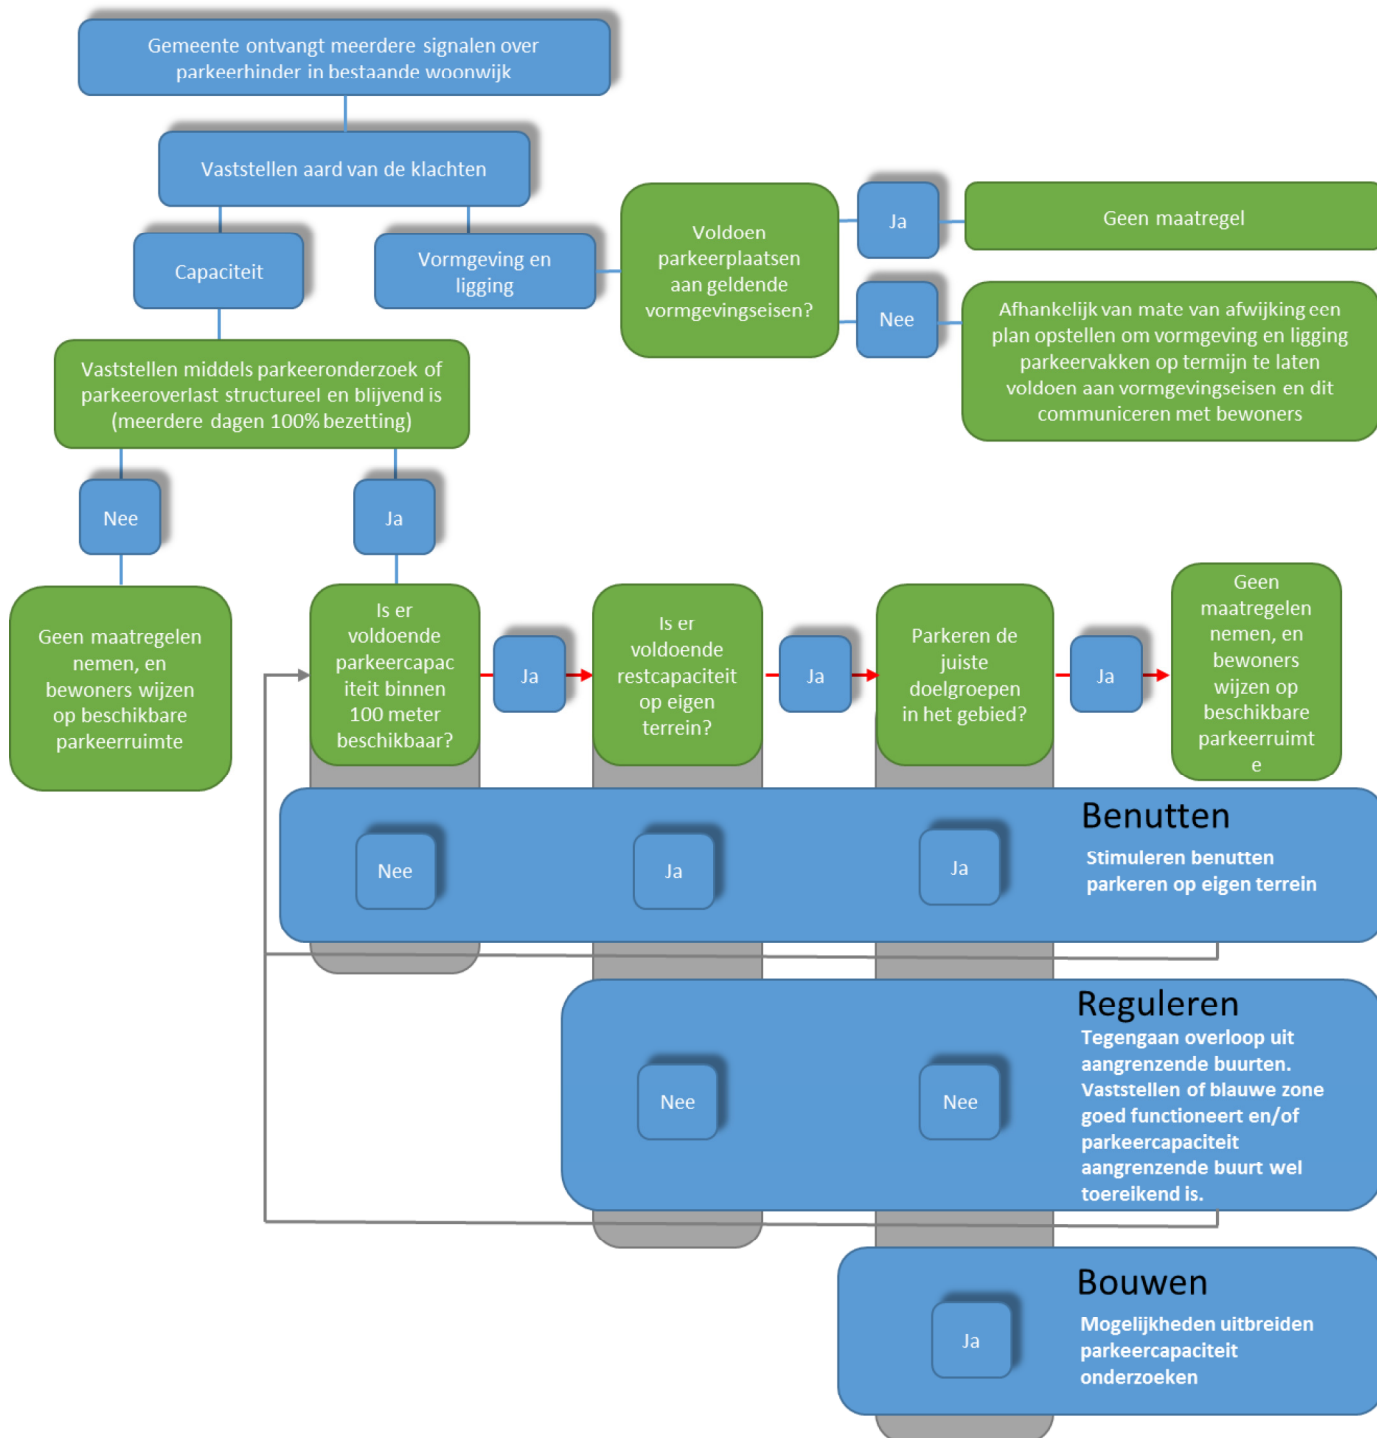 Gemeente ontvangt meerdere signalen over
parkeerhinder in bestaande woonwijk
Vaststellen aard van de klachten
Capaciteit
Vormgeving en
ligging
Voldoen
parkeerplaatsen
aan geldende
vormgevingseisen?
Ja
Geen maatregel
Nee
Afhankelijk van mate van afwijking een
plan opstellen om vormgeving en ligging
parkeervakken op termijn te laten
voldoen aan vormgevingseisen en dit
communiceren met bewoners
Vaststellen middels parkeeronderzoek of
parkeeroverlast structureel en blijvend is
(meerdere dagen 100% bezetting)
Nee
Ja
Geen maatregelen
nemen, en
bewoners wijzen
op beschikbare
parkeerruimte
Is er
voldoende
parkeercapac
iteit binnen
100 meter
beschikbaar?
Ja
Is er
voldoende
restcapaciteit
op eigen
terrein?
Ja
Parkeren de
juiste
doelgroepen
in het gebied?
Ja
Geen
maatregelen
nemen, en
bewoners
wijzen op
beschikbare
parkeerruimt
e
Nee
Ja
Ja
Benutten
Stimuleren benutten
parkeren op eigen terrein
Nee
Nee
Reguleren
Tegengaan overloop uit
aangrenzende buurten.
Vaststellen of blauwe zone
goed functioneert en/of
parkeercapaciteit
aangrenzende buurt wel
toereikend is.
Ja
Bouwen
Mogelijkheden uitbreiden
parkeercapaciteit
onderzoeken